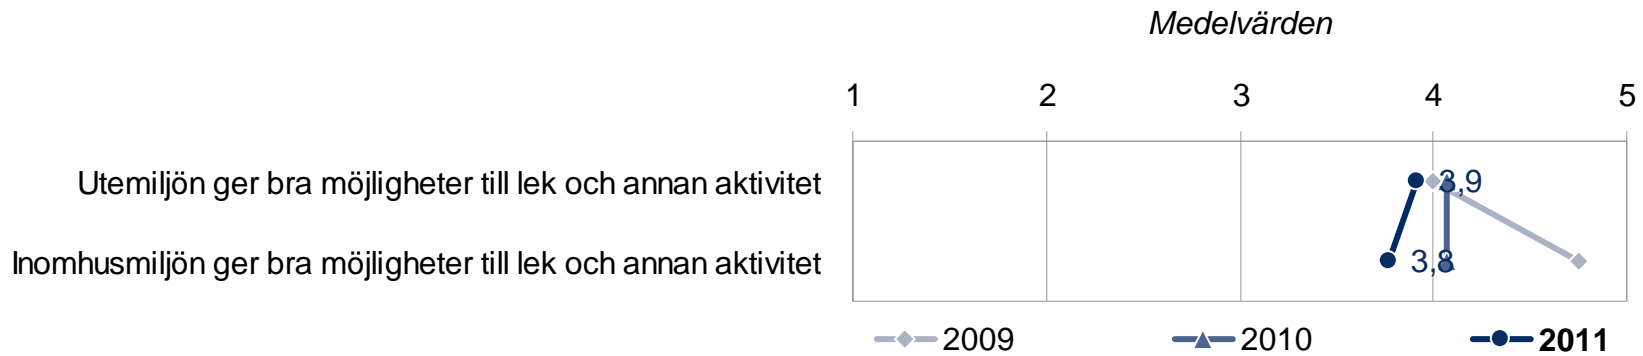 Medelvärden
1 2 3 4 5
Utemiljön ger bra möjligheter till lek och annan aktivitet 3,9
Inomhusmiljön ger bra möjligheter till lek och annan aktivitet 3,8
2009 2010 2011